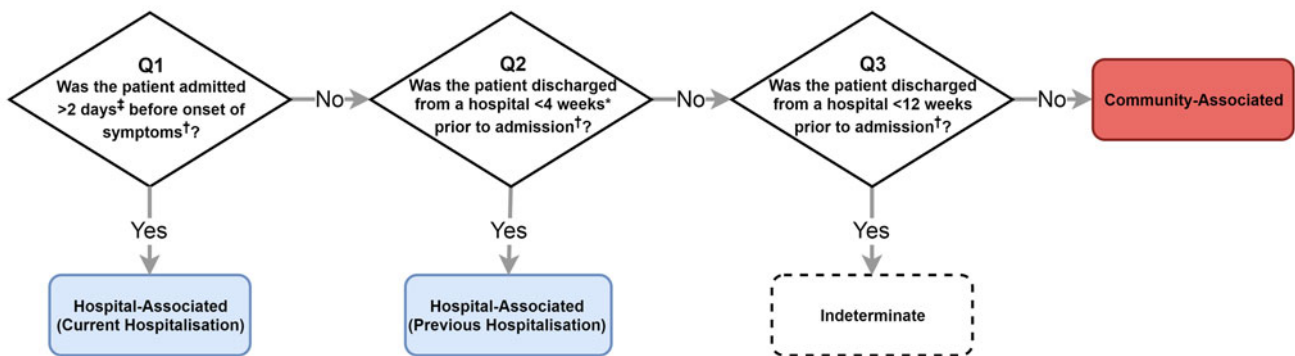 Q1
Was the patient admitted
>2 days‡ before onset of
symptoms†?
No
Q2
Was the patient discharged
from a hospital <4 weeks*
prior to admission†?
No
Q3
Was the patient discharged
from a hospital <12 weeks
prior to admission†?
No
Community-Associated
Yes
Yes
Yes
Hospital-Associated
(Current Hospitalisation)
Hospital-Associated
(Previous Hospitalisation)
Indeterminate